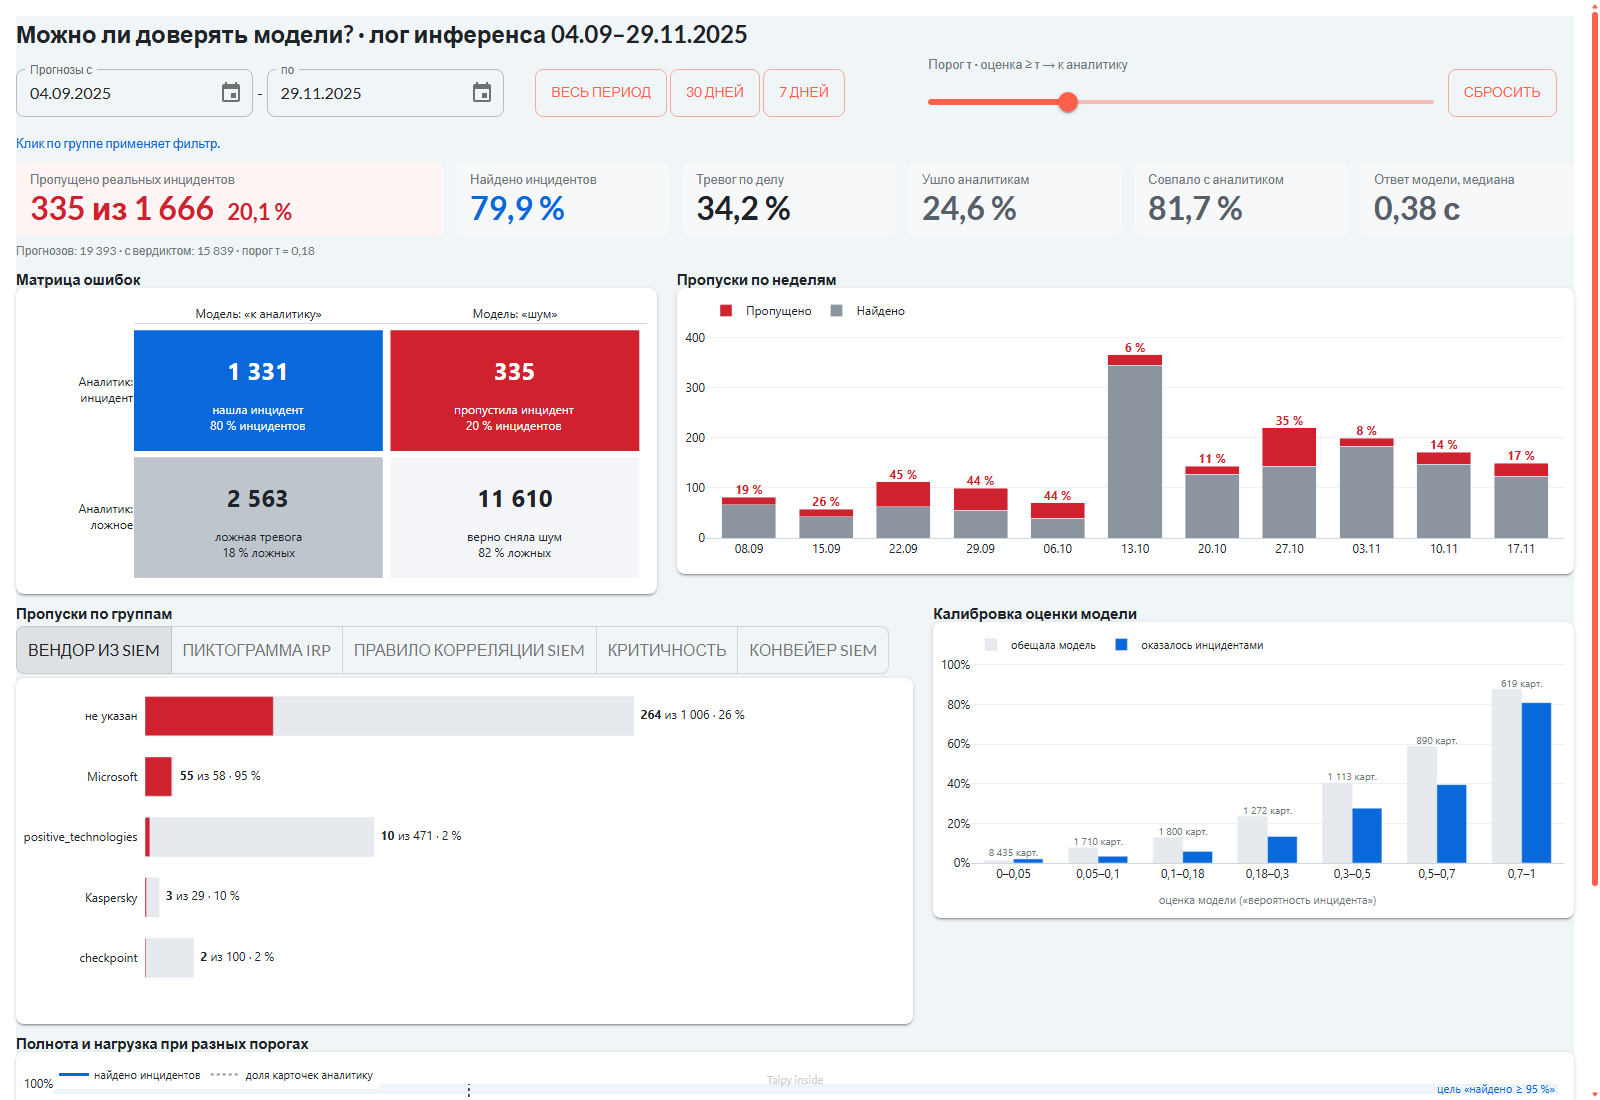 Можно ли доверять модели? · лог инференса 04.09–29.11.2025
Прогнозы с
04.09.2025
-
по
29.11.2025
ВЕСЬ ПЕРИОД
30 ДНЕЙ
7 ДНЕЙ
Порог τ · оценка ≥ τ → к аналитику
СБРОСИТЬ
Клик по группе применяет фильтр.
Пропущено реальных инцидентов
335 из 1 666 20,1 %
Найдено инцидентов
79,9 %
Тревог по делу
34,2 %
Ушло аналитикам
24,6 %
Совпало с аналитиком
81,7 %
Ответ модели, медиана
0,38 с
Прогнозов: 19 393 · с вердиктом: 15 839 · порог τ = 0,18
Матрица ошибок
Модель: «к аналитику»
Модель: «шум»
Аналитик:
инцидент
1 331
нашла инцидент
80 % инцидентов
335
пропустила инцидент
20 % инцидентов
Аналитик:
ложное
2 563
ложная тревога
18 % ложных
11 610
верно сняла шум
82 % ложных
Пропуски по неделям
Пропущено
Найдено
400
300
200
100
0
19 %
26 %
45 %
44 %
44 %
6 %
11 %
35 %
8 %
14 %
17 %
08.09
15.09
22.09
29.09
06.10
13.10
20.10
27.10
03.11
10.11
17.11
Пропуски по группам
ВЕНДОР ИЗ SIEM
ПИКТОГРАММА IRP
ПРАВИЛО КОРРЕЛЯЦИИ SIEM
КРИТИЧНОСТЬ
КОНВЕЙЕР SIEM
не указан
264 из 1 006 · 26 %
Microsoft
55 из 58 · 95 %
positive_technologies
10 из 471 · 2 %
Kaspersky
3 из 29 · 10 %
checkpoint
2 из 100 · 2 %
Калибровка оценки модели
обещала модель
оказалось инцидентами
100%
80%
60%
40%
20%
0%
8 435 карт.
1 710 карт.
1 800 карт.
1 272 карт.
1 113 карт.
890 карт.
619 карт.
0–0,05
0,05–0,1
0,1–0,18
0,18–0,3
0,3–0,5
0,5–0,7
0,7–1
оценка модели («вероятность инцидента»)
Полнота и нагрузка при разных порогах
найдено инцидентов
доля карточек аналитику
100%
Taipy inside
цель «найдено ≥ 95 %»